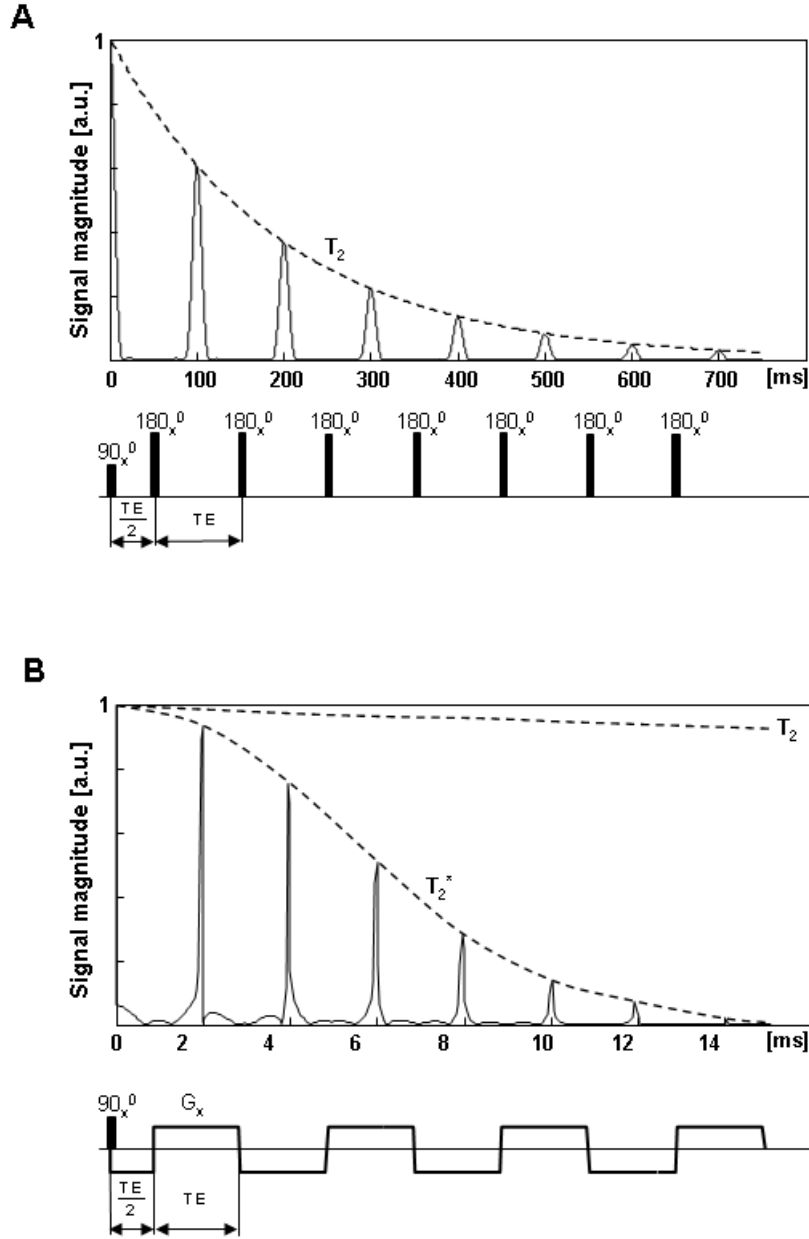 A
Signal magnitude [a.u.]
1
T₂
0 100 200 300 400 500 600 700 [ms]
90ₓ⁰ 180ₓ⁰ 180ₓ⁰ 180ₓ⁰ 180ₓ⁰ 180ₓ⁰ 180ₓ⁰ 180ₓ⁰
TE/2 TE
B
Signal magnitude [a.u.]
1
T₂
T₂*
0 2 4 6 8 10 12 14 [ms]
90ₓ⁰ Gₓ
TE/2 TE